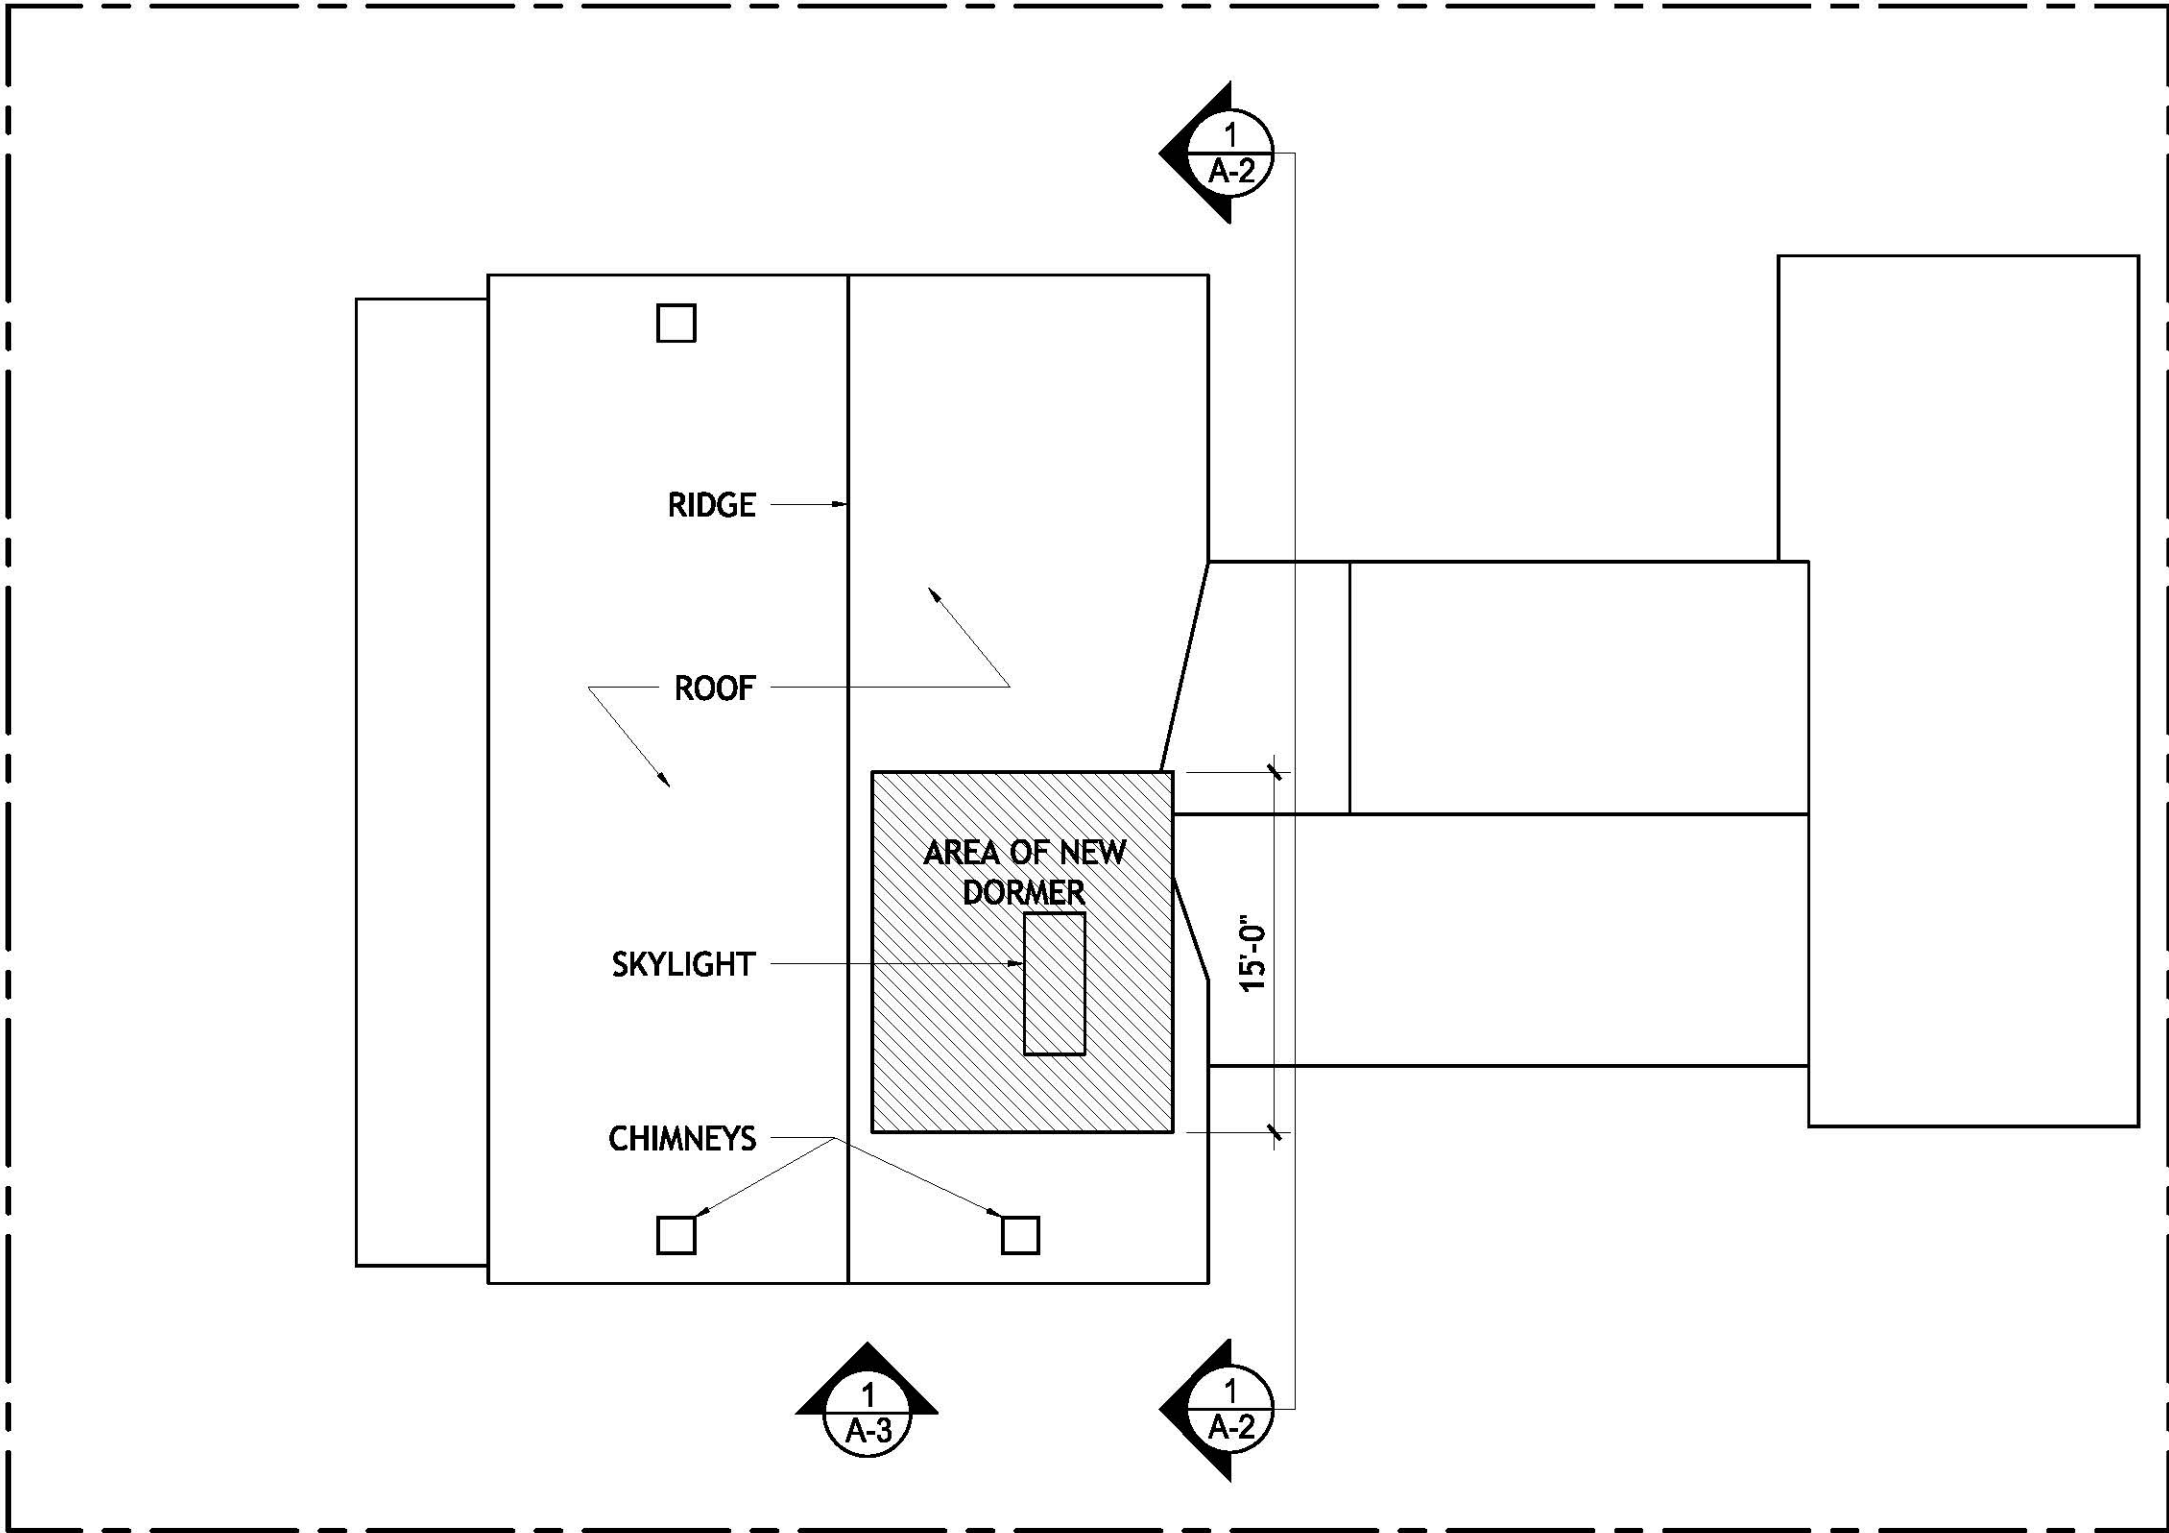 1
A-2
RIDGE
ROOF
AREA OF NEW
DORMER
SKYLIGHT
15'-0"
CHIMNEYS
1
A-3
1
A-2